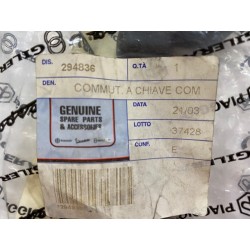 DIS. 294836 Q.TÀ 1
DEN. COMMUT. A CHIAVE COM
GENUINE
SPARE PARTS
& ACCESSORIES
DATA 21/03
LOTTO 37428
CONF. E
PIAGGIO
GILERA